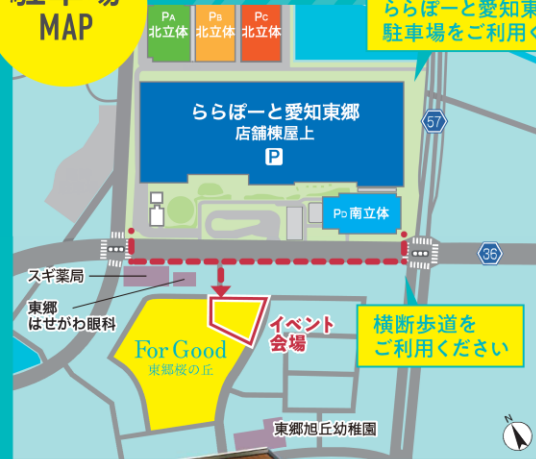 MAP
PA
北立体
PB
北立体
PC
北立体
ららぽーと愛知東
駐車場をご利用く
ららぽーと愛知東郷
店舗棟屋上
P
57
PD 南立体
36
スギ薬局
東郷
はせがわ眼科
イベント
会場
横断歩道を
ご利用ください
For Good
東郷桜の丘
東郷旭丘幼稚園
N